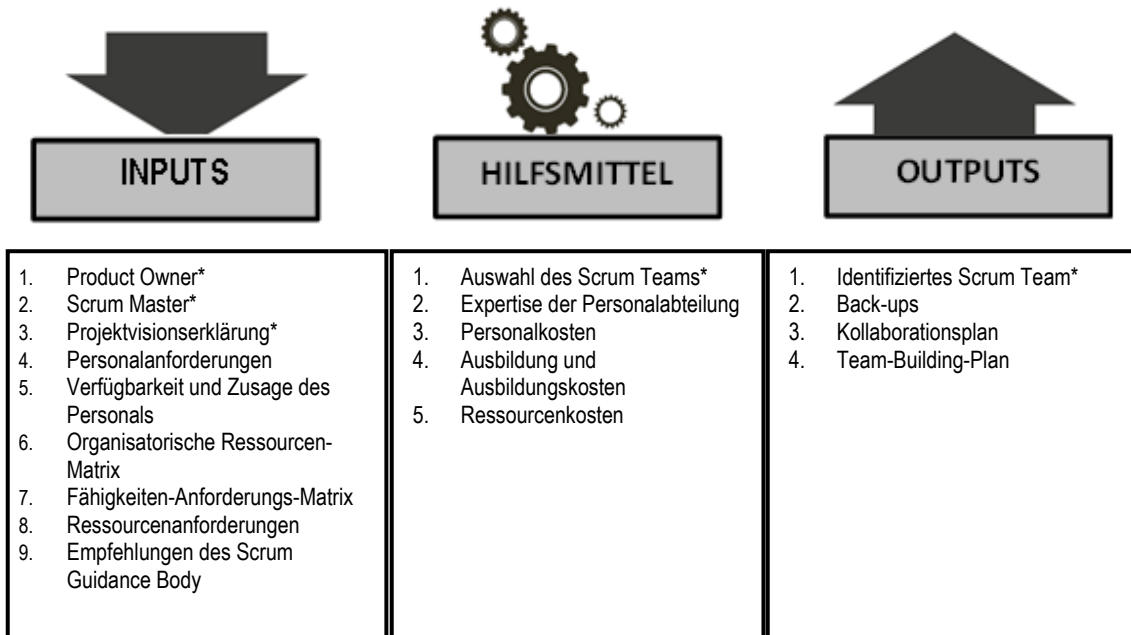 INPUTS
HILFSMITTEL
OUTPUTS
1. Product Owner*
2. Scrum Master*
3. Projektvisionserklärung*
4. Personalanforderungen
5. Verfügbarkeit und Zusage des
Personals
6. Organisatorische Ressourcen-
Matrix
7. Fähigkeiten-Anforderungs-Matrix
8. Ressourcenanforderungen
9. Empfehlungen des Scrum
Guidance Body
1. Auswahl des Scrum Teams*
2. Expertise der Personalabteilung
3. Personalkosten
4. Ausbildung und
Ausbildungskosten
5. Ressourcenkosten
1. Identifiziertes Scrum Team*
2. Back-ups
3. Kollaborationsplan
4. Team-Building-Plan